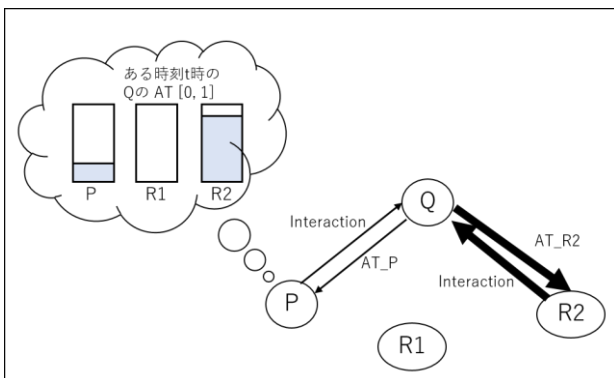 ある時刻t時の
QのAT [0, 1]
P
R1
R2
Interaction
AT_P
Q
AT_R2
Interaction
P
R1
R2